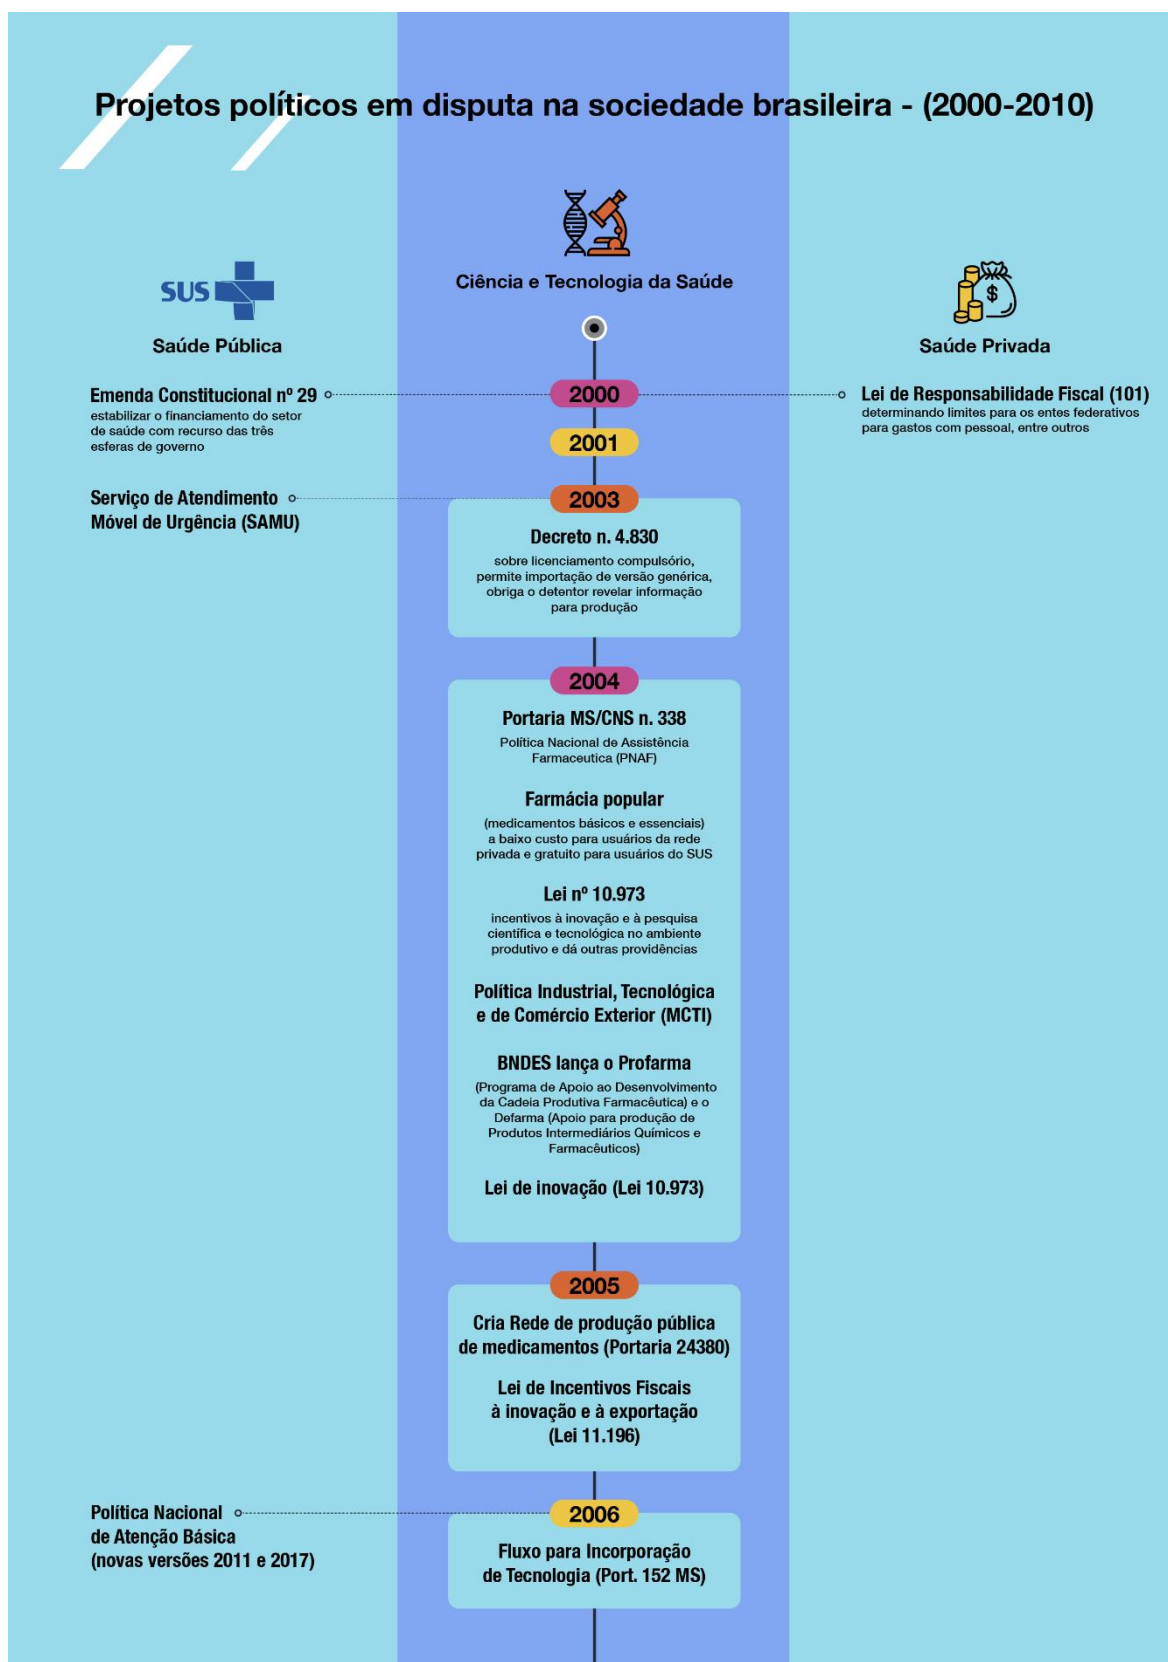 Projetos políticos em disputa na sociedade brasileira - (2000-2010)
SUS
Saúde Pública
Ciência e Tecnologia da Saúde
$
Saúde Privada
2000
Emenda Constitucional nº 29
estabilizar o financiamento do setor
de saúde com recurso das três
esferas de governo
Lei de Responsabilidade Fiscal (101)
determinando limites para os entes federativos
para gastos com pessoal, entre outros
2001
2003
Serviço de Atendimento
Móvel de Urgência (SAMU)
Decreto n. 4.830
sobre licenciamento compulsório,
permite importação de versão genérica,
obriga o detentor revelar informação
para produção
2004
Portaria MS/CNS n. 338
Política Nacional de Assistência
Farmaceutica (PNAF)
Farmácia popular
(medicamentos básicos e essenciais)
a baixo custo para usuários da rede
privada e gratuito para usuários do SUS
Lei nº 10.973
incentivos à inovação e à pesquisa
científica e tecnológica no ambiente
produtivo e dá outras providências
Política Industrial, Tecnológica
e de Comércio Exterior (MCTI)
BNDES lança o Profarma
(Programa de Apoio ao Desenvolvimento
da Cadeia Produtiva Farmacêutica) e o
Defarma (Apoio para produção de
Produtos Intermediários Químicos e
Farmacêuticos)
Lei de inovação (Lei 10.973)
2005
Cria Rede de produção pública
de medicamentos (Portaria 24380)
Lei de Incentivos Fiscais
à inovação e à exportação
(Lei 11.196)
2006
Política Nacional
de Atenção Básica
(novas versões 2011 e 2017)
Fluxo para Incorporação
de Tecnologia (Port. 152 MS)